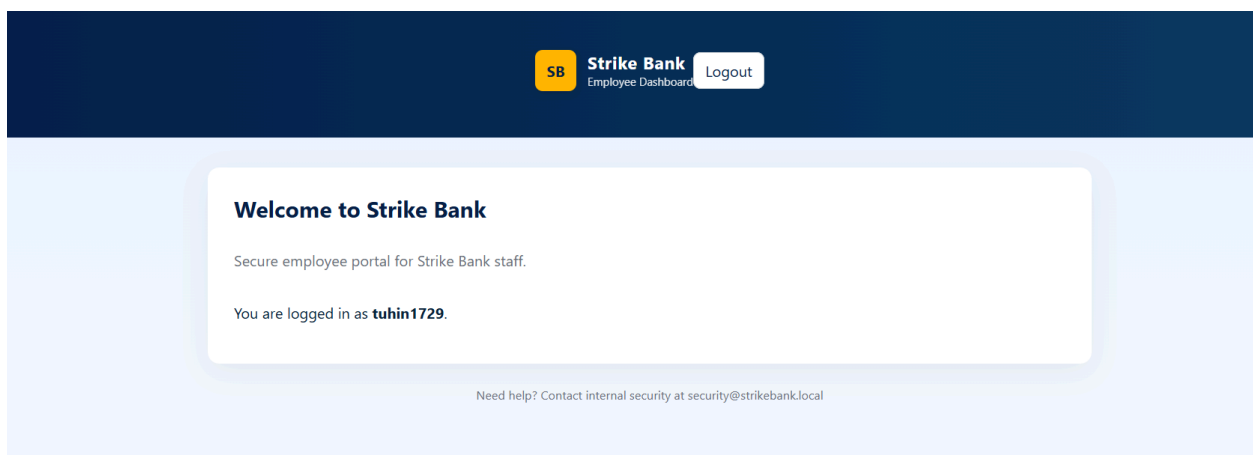 SB
Strike Bank
Employee Dashboard
Logout
Welcome to Strike Bank
Secure employee portal for Strike Bank staff.
You are logged in as tuhin1729.
Need help? Contact internal security at security@strikebank.local